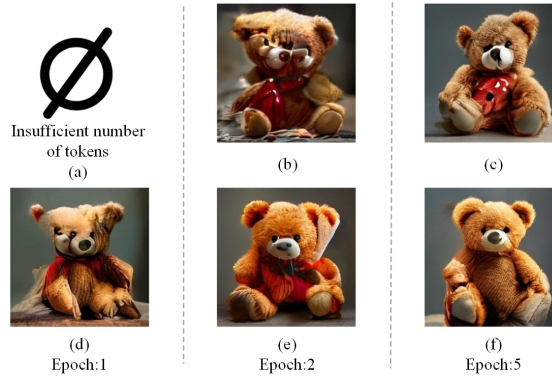 Insufficient number
of tokens
(a)
(b)
(c)
(d)
(e)
(f)
Epoch:1
Epoch:2
Epoch:5